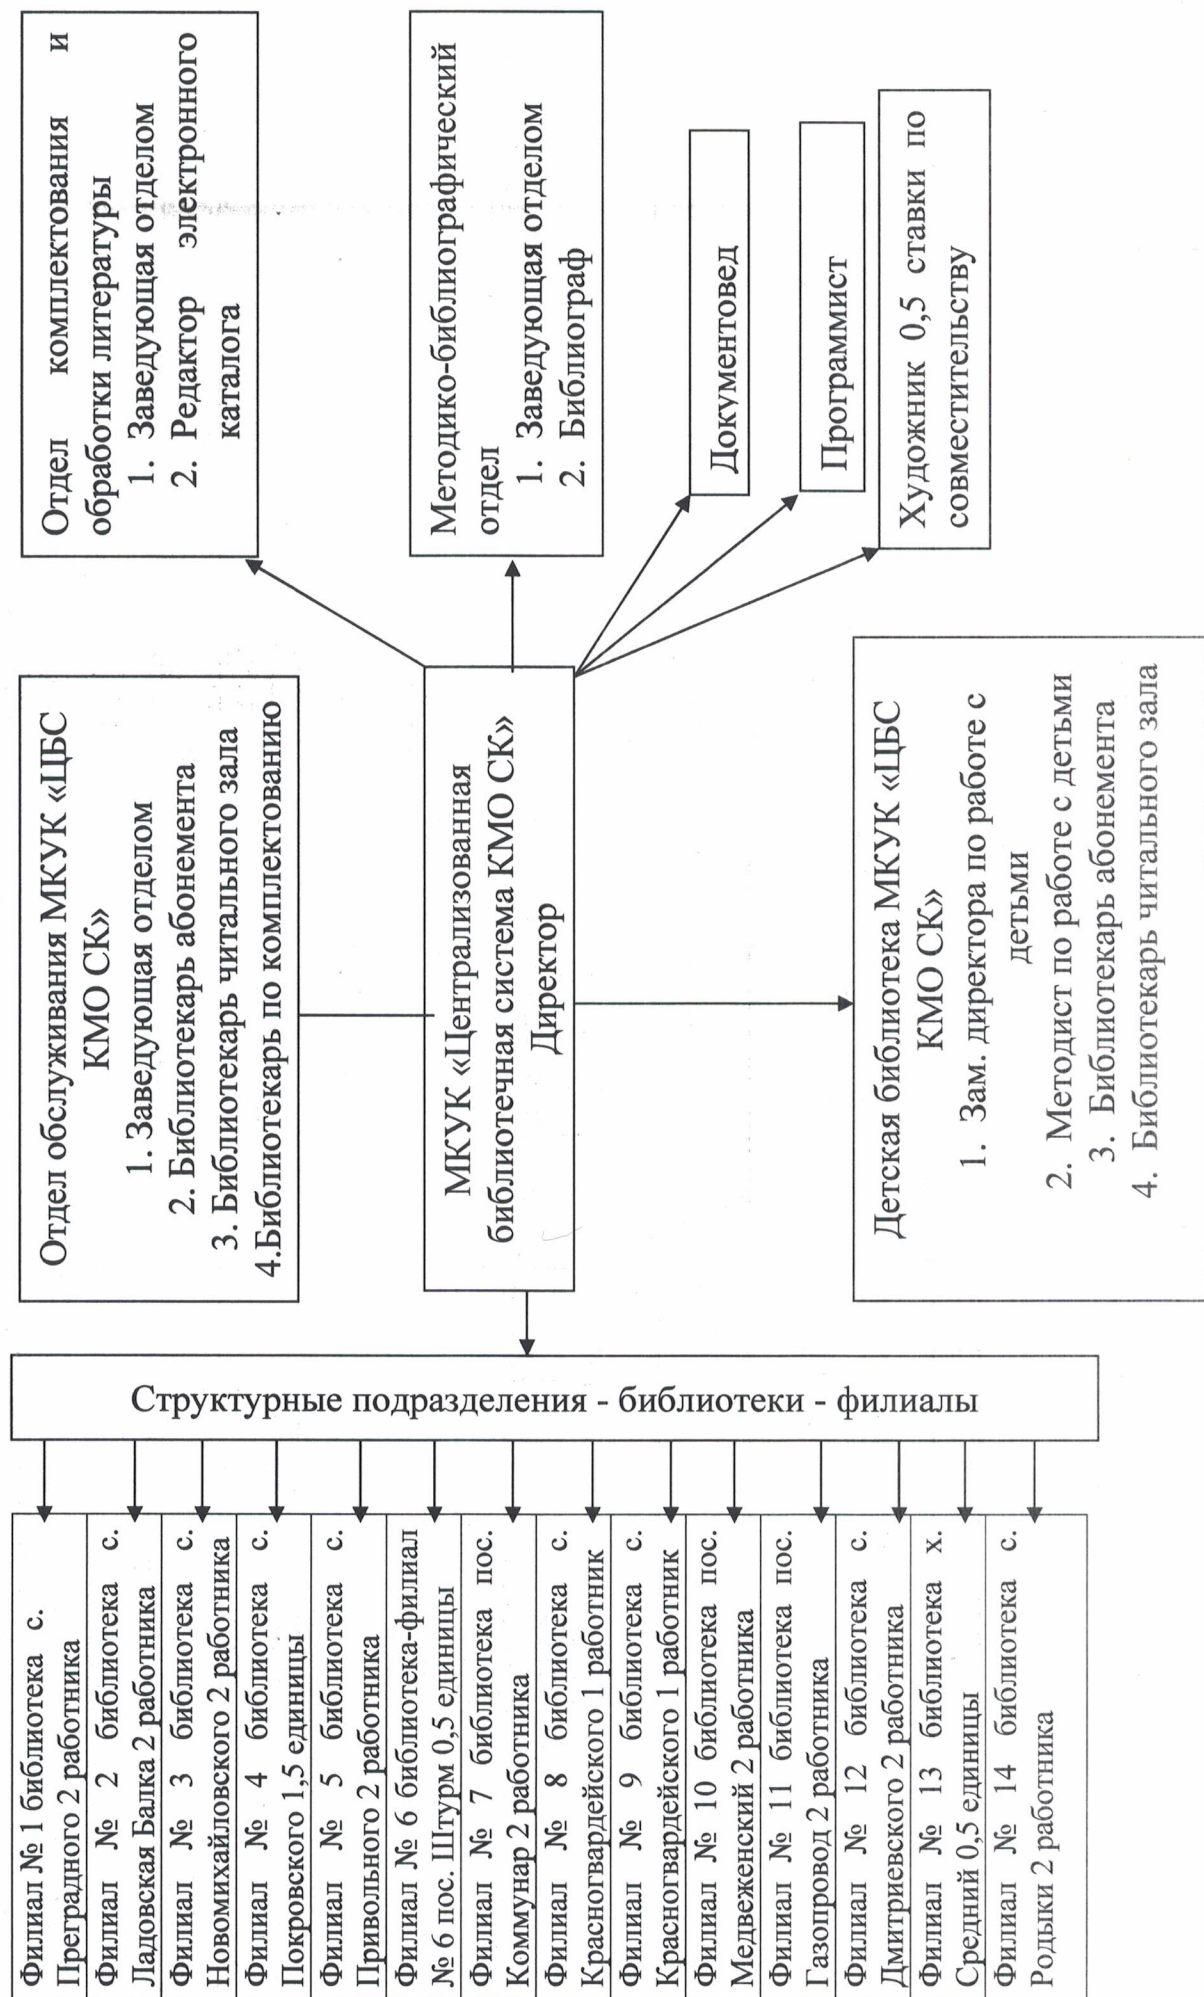 Филиал № 1 библиотека с.
Преградного 2 работника
Филиал № 2 библиотека с.
Ладовская Балка 2 работника
Филиал № 3 библиотека с.
Новомихайловского 2 работника
Филиал № 4 библиотека с.
Покровского 1,5 единицы
Филиал № 5 библиотека с.
Привольного 2 работника
Филиал № 6 библиотека-филиал
№ 6 пос. Штурм 0,5 единицы
Филиал № 7 библиотека пос.
Коммунар 2 работника
Филиал № 8 библиотека с.
Красногвардейского 1 работник
Филиал № 9 библиотека с.
Красногвардейского 1 работник
Филиал № 10 библиотека пос.
Медвеженский 2 работника
Филиал № 11 библиотека пос.
Газопровод 2 работника
Филиал № 12 библиотека с.
Дмитриевского 2 работника
Филиал № 13 библиотека х.
Средний 0,5 единицы
Филиал № 14 библиотека с.
Родыки 2 работника
Структурные подразделения - библиотеки - филиалы
Отдел обслуживания МКУК «ЦБС
КМО СК»
1. Заведующая отделом
2. Библиотекарь абонемента
3. Библиотекарь читального зала
4.Библиотекарь по комплектованию
МКУК «Централизованная
библиотечная система КМО СК»
Директор
Детская библиотека МКУК «ЦБС
КМО СК»
1. Зам. директора по работе с
детьми
2. Методист по работе с детьми
3. Библиотекарь абонемента
4. Библиотекарь читального зала
Отдел комплектования и
обработки литературы
1. Заведующая отделом
2. Редактор электронного
каталога
Методико-библиографический
отдел
1. Заведующая отделом
2. Библиограф
Документовед
Программист
Художник 0,5 ставки по
совместительству